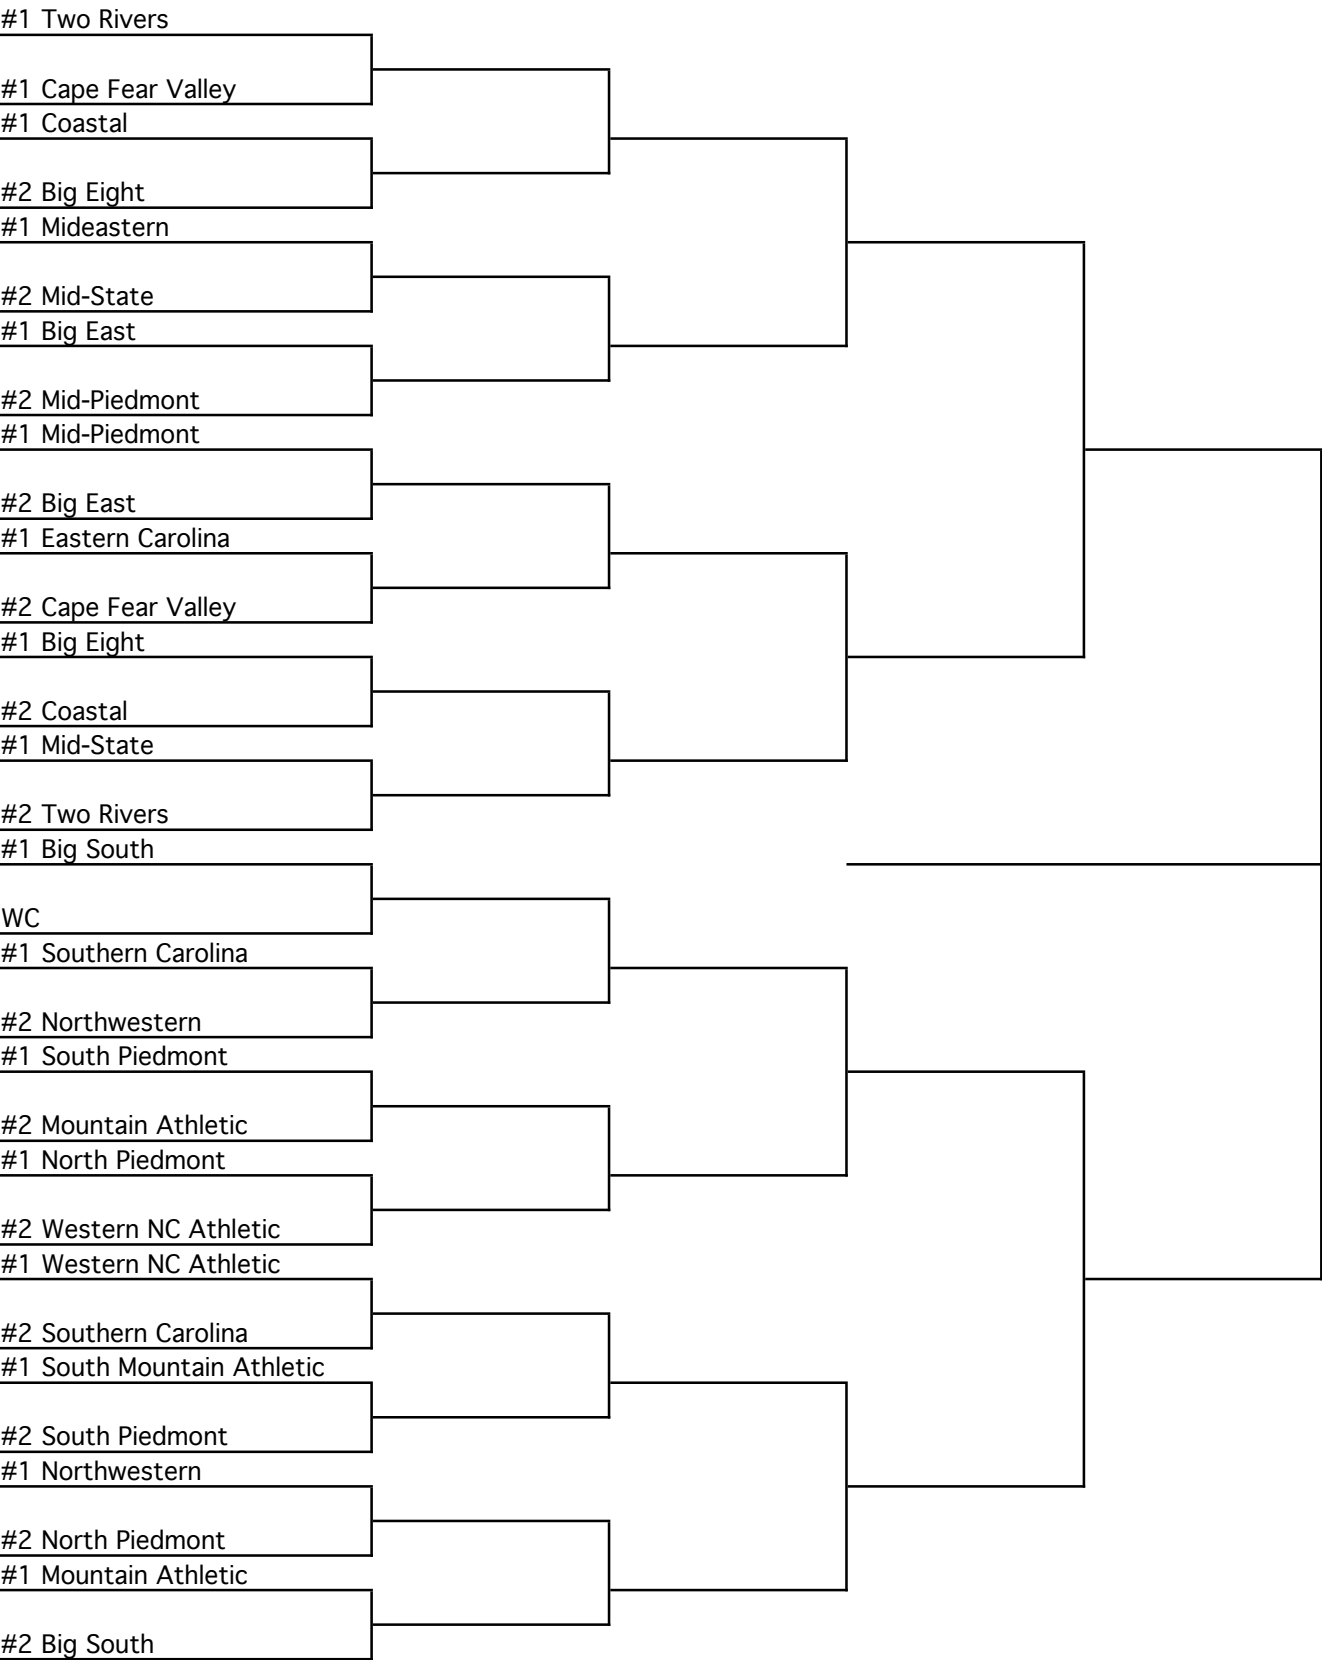 #1 Two Rivers
#1 Cape Fear Valley
#1 Coastal
#2 Big Eight
#1 Mideastern
#2 Mid-State
#1 Big East
#2 Mid-Piedmont
#1 Mid-Piedmont
#2 Big East
#1 Eastern Carolina
#2 Cape Fear Valley
#1 Big Eight
#2 Coastal
#1 Mid-State
#2 Two Rivers
#1 Big South
WC
#1 Southern Carolina
#2 Northwestern
#1 South Piedmont
#2 Mountain Athletic
#1 North Piedmont
#2 Western NC Athletic
#1 Western NC Athletic
#2 Southern Carolina
#1 South Mountain Athletic
#2 South Piedmont
#1 Northwestern
#2 North Piedmont
#1 Mountain Athletic
#2 Big South